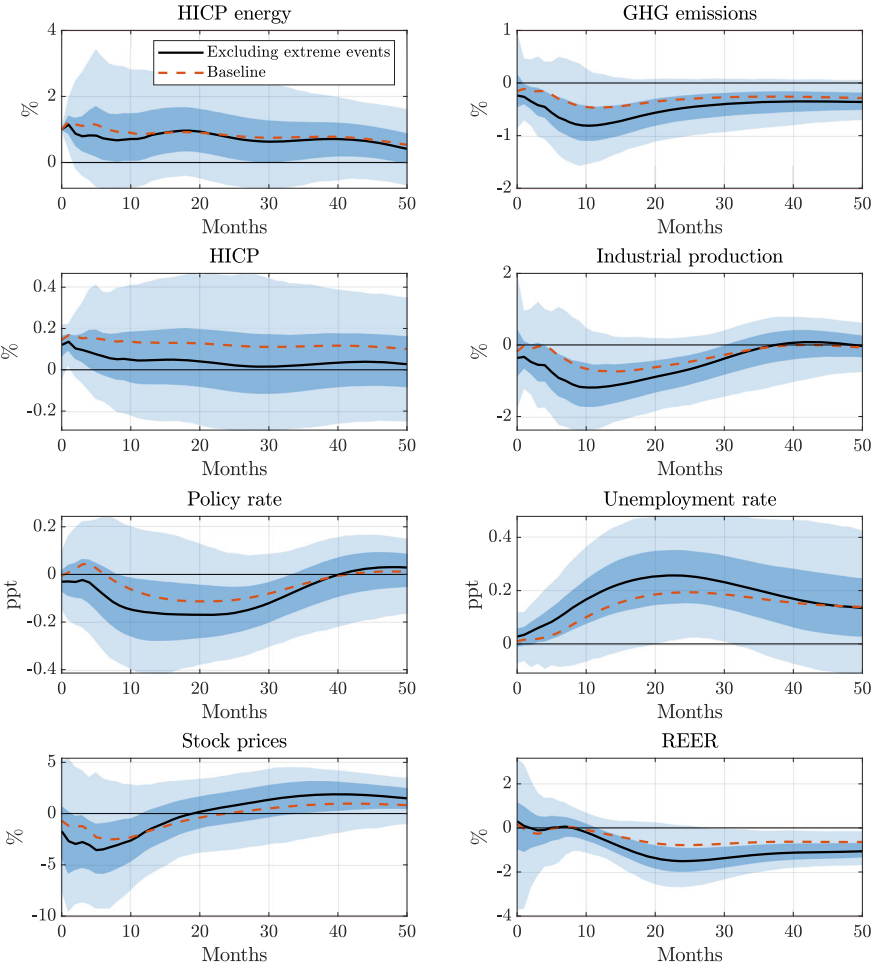 HICP energy
4
2
0
%
Excluding extreme events
Baseline
0 10 20 30 40 50
Months
GHG emissions
1
0
-1
-2
%
0 10 20 30 40 50
Months
HICP
0.4
0.2
0
-0.2
%
0 10 20 30 40 50
Months
Industrial production
2
0
-2
%
0 10 20 30 40 50
Months
Policy rate
0.2
0
-0.2
-0.4
ppt
0 10 20 30 40 50
Months
Unemployment rate
0.4
0.2
0
ppt
0 10 20 30 40 50
Months
Stock prices
5
0
-5
-10
%
0 10 20 30 40 50
Months
REER
2
0
-2
-4
%
0 10 20 30 40 50
Months